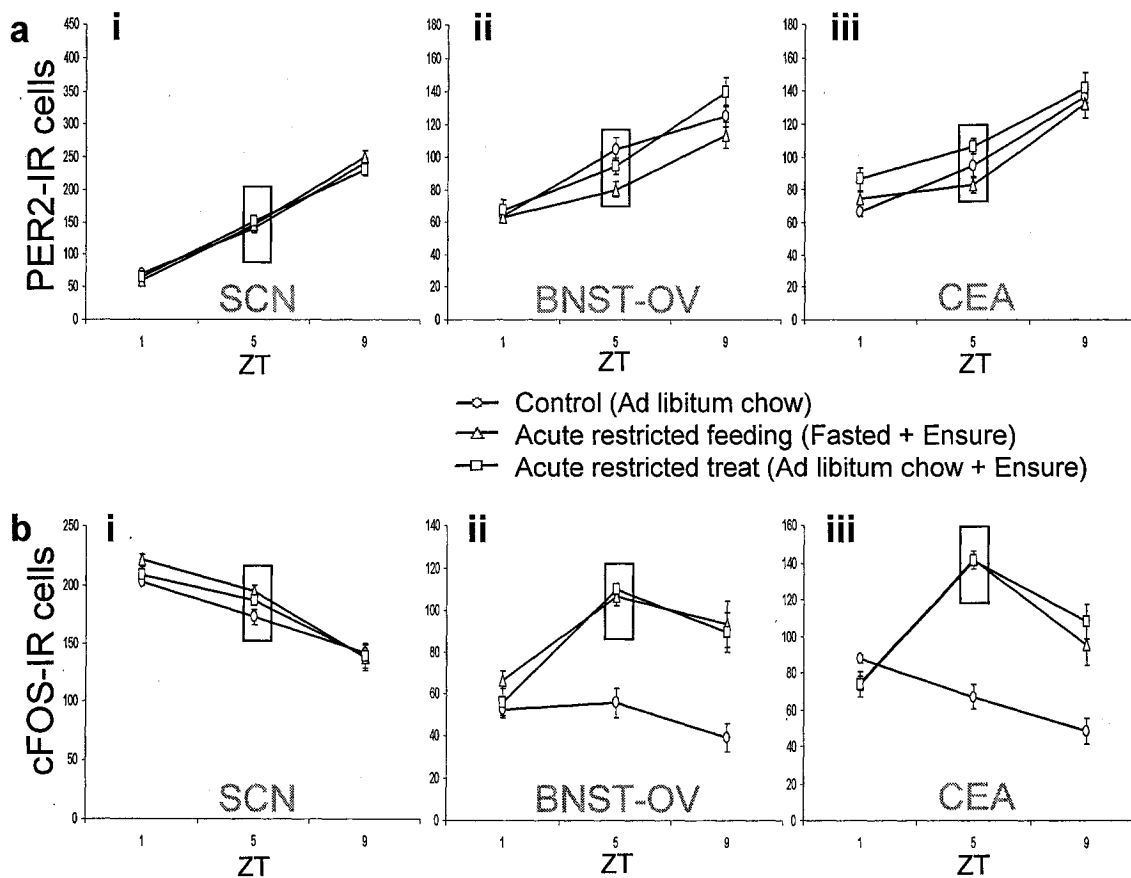 a
i
ii
iii
PER2-IR cells
450
400
350
300
250
200
150
100
50
0
180
160
140
120
100
80
60
40
20
0
180
160
140
120
100
80
60
40
20
0
SCN
BNST-OV
CEA
1 5 9
1 5 9
1 5 9
ZT
ZT
ZT
Control (Ad libitum chow)
Acute restricted feeding (Fasted + Ensure)
Acute restricted treat (Ad libitum chow + Ensure)
b
i
ii
iii
cFOS-IR cells
250
200
150
100
50
0
140
120
100
80
60
40
20
0
160
140
120
100
80
60
40
20
0
SCN
BNST-OV
CEA
1 5 9
1 5 9
1 5 9
ZT
ZT
ZT